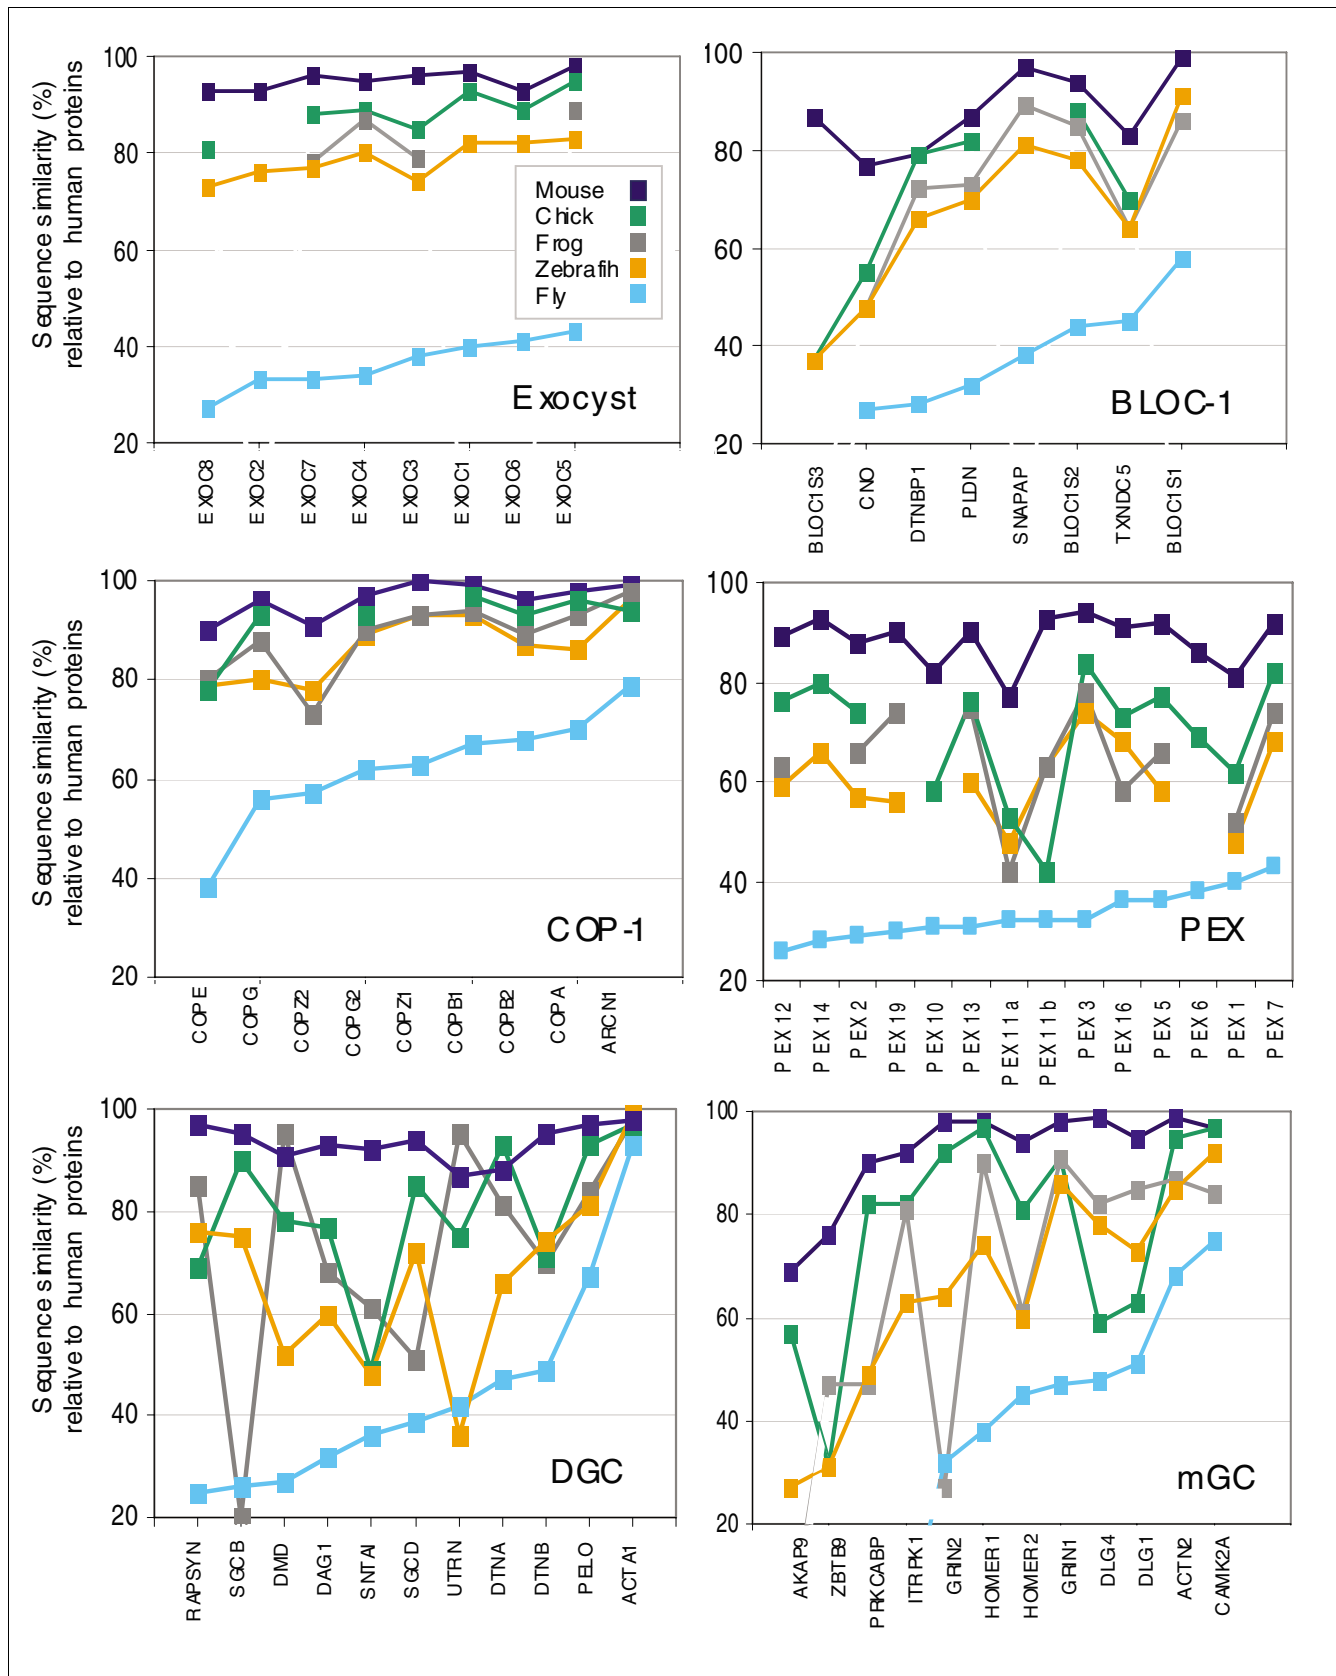 Sequence similarity (%)
relative to human proteins
100
80
60
40
20
Mouse
Chick
Frog
Zebrafih
Fly
Exocyst
EXOC8
EXOC2
EXOC7
EXOC4
EXOC3
EXOC1
EXOC6
EXOC5
100
80
60
40
20
BLOC-1
BLOC1S3
CNO
DTNBP1
PLDN
SNAPAP
BLOC1S2
TXNDC5
BLOC1S1
Sequence similarity (%)
relative to human proteins
100
80
60
40
20
COP-1
COPE
COPG
COPZ2
COPG2
COPZ1
COPB1
COPB2
COPA
ARCN1
100
80
60
40
20
PEX
PEX12
PEX14
PEX2
PEX19
PEX10
PEX13
PEX11a
PEX11b
PEX3
PEX16
PEX5
PEX6
PEX1
PEX7
Sequence similarity (%)
relative to human proteins
100
80
60
40
20
DGC
RAPSYN
SGCB
DMD
DAG1
SNTA1
SGCD
UTRN
DTNA
DTNB
PELO
ACTA1
100
80
60
40
20
mGC
AKAP9
ZBTB9
PRKCABP
ITRPK1
GRIN2
HOMER1
HOMER2
GRIN1
DLG4
DLG1
ACTN2
CAMK2A